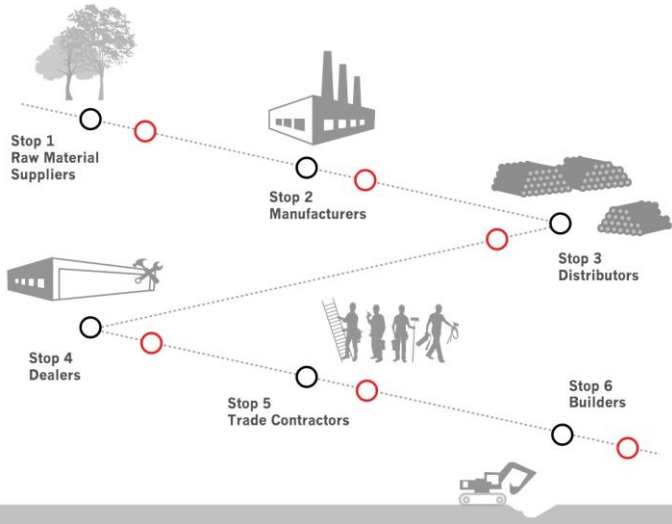 Stop 1
Raw Material
Suppliers
Stop 2
Manufacturers
Stop 3
Distributors
Stop 4
Dealers
Stop 5
Trade Contractors
Stop 6
Builders